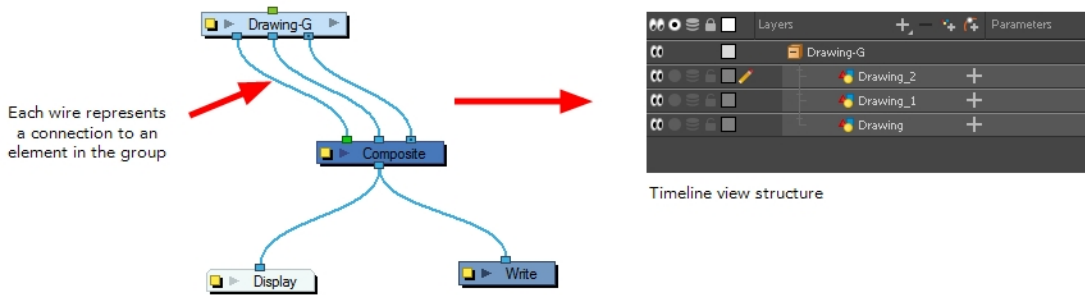 Drawing-G
Each wire represents
a connection to an
element in the group
Composite
Display
Write
Layers
Parameters
Drawing-G
Drawing_2
Drawing_1
Drawing
Timeline view structure